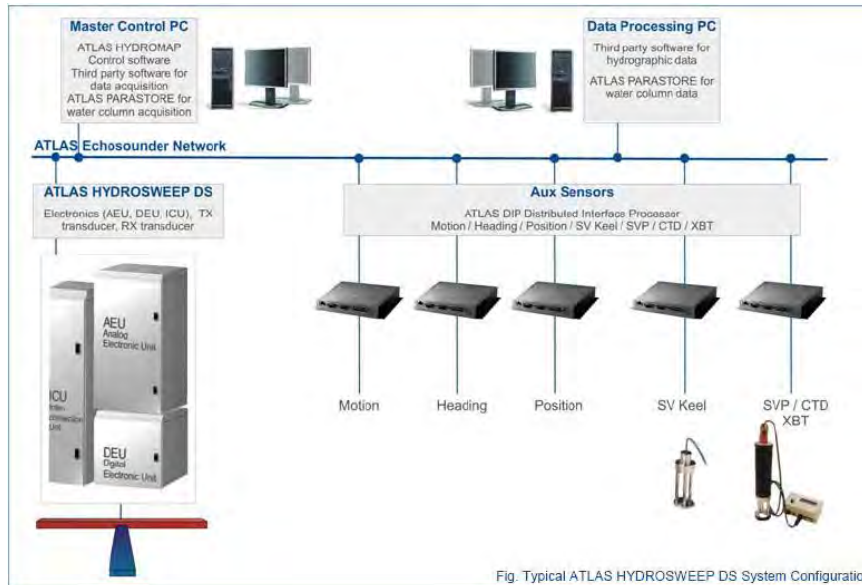 Master Control PC
ATLAS HYDROMAP
Control software
Third party software for
data acquisition
ATLAS PARASTORE for
water column acquisition
Data Processing PC
Third party software for
hydrographic data
ATLAS PARASTORE for
water column data
ATLAS Echosounder Network
ATLAS HYDROSWEEP DS
Electronics (AEU, DEU, ICU), TX
transducer, RX transducer
Aux Sensors
ATLAS DIP Distributed Interface Processor
Motion / Heading / Position / SV Keel / SVP / CTD / XBT
AEU
Analog
Electronic Unit
ICU
Inter-
connection
Unit
DEU
Digital
Electronic Unit
Motion
Heading
Position
SV Keel
SVP / CTD
XBT
Fig. Typical ATLAS HYDROSWEEP DS System Configuratio